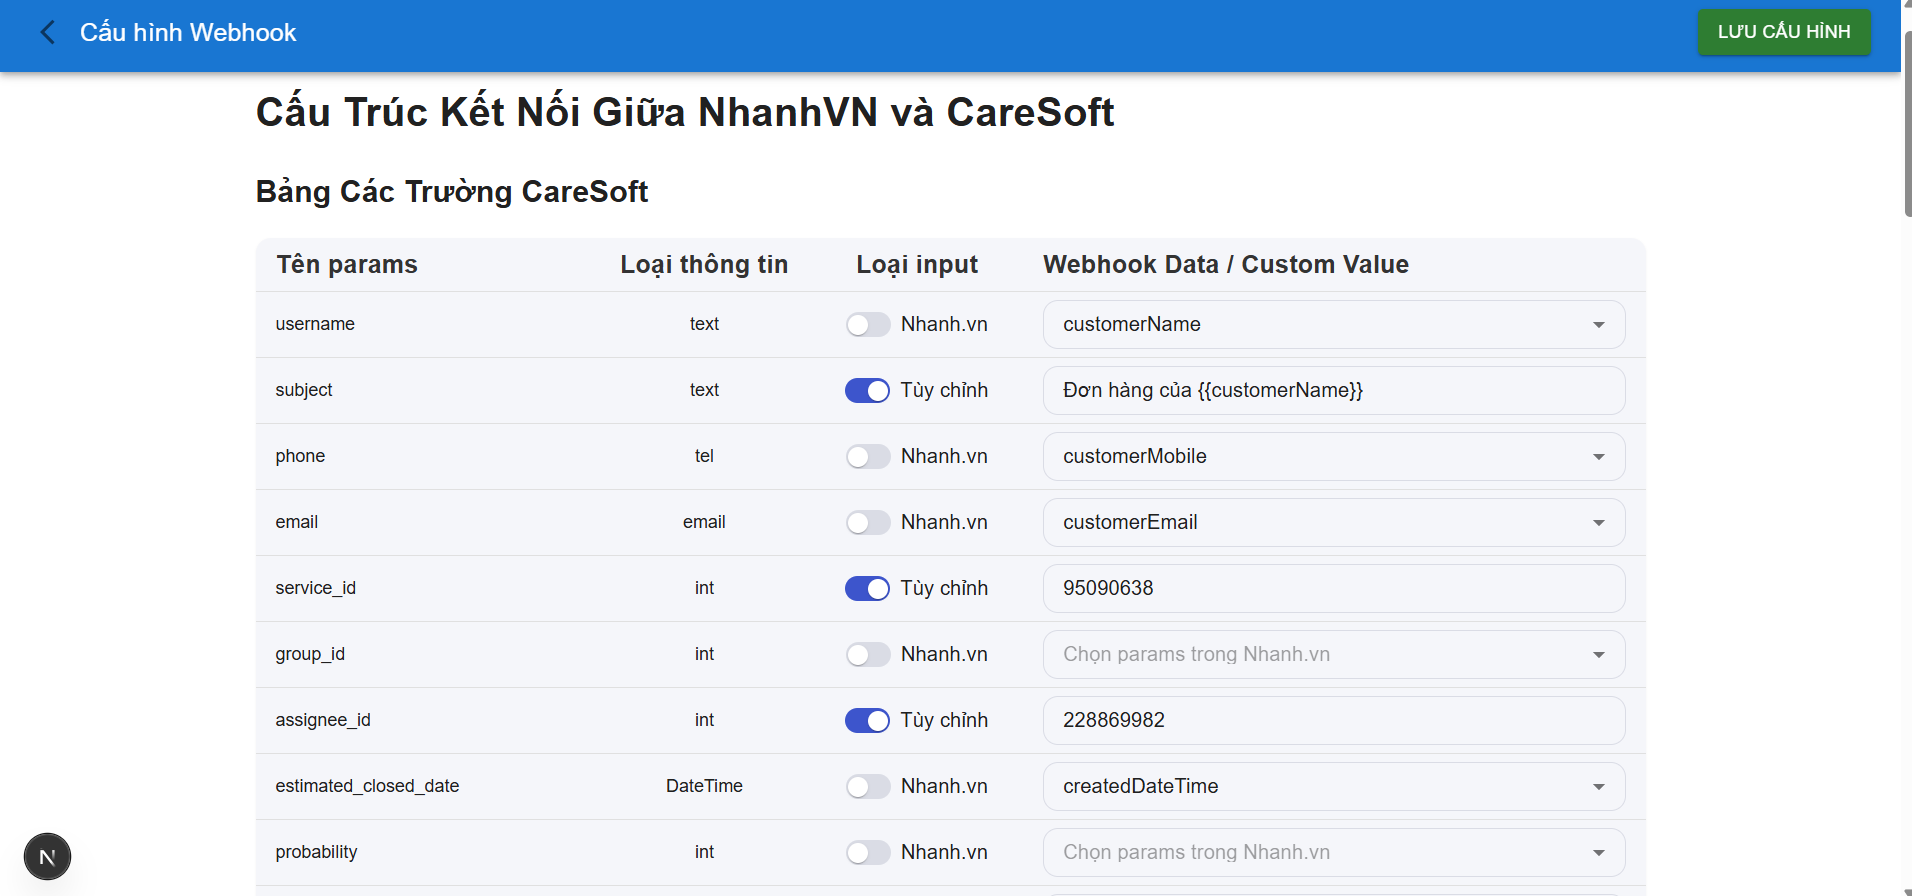 Cấu hình Webhook
LƯU CẤU HÌNH
Cấu Trúc Kết Nối Giữa NhanhVN và CareSoft
Bảng Các Trường CareSoft
Tên params Loại thông tin Loại input Webhook Data / Custom Value
username text Nhanh.vn customerName
subject text Tùy chỉnh Đơn hàng của {{customerName}}
phone tel Nhanh.vn customerMobile
email email Nhanh.vn customerEmail
service_id int Tùy chỉnh 95090638
group_id int Nhanh.vn Chọn params trong Nhanh.vn
assignee_id int Tùy chỉnh 228869982
estimated_closed_date DateTime Nhanh.vn createdDateTime
probability int Nhanh.vn Chọn params trong Nhanh.vn
N